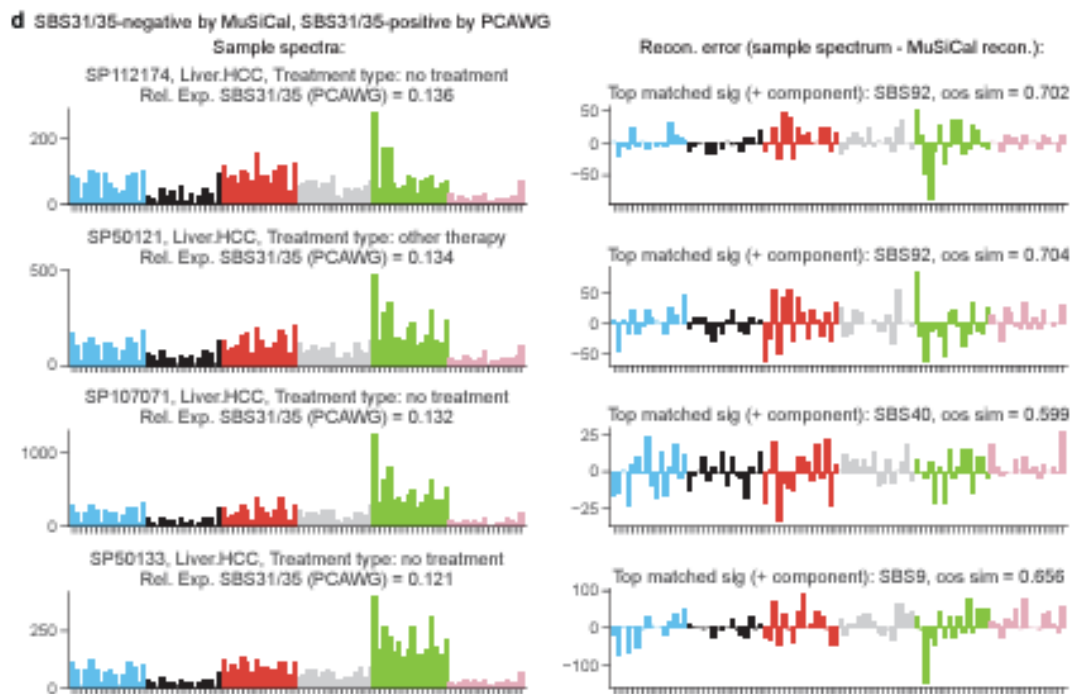 d SBS31/35-negative by MuSiCal, SBS31/35-positive by PCAWG
Sample spectra:
Recon. error (sample spectrum - MuSiCal recon.):
SP112174, Liver.HCC, Treatment type: no treatment
Rel. Exp. SBS31/35 (PCAWG) = 0.136
200
0
Top matched sig (+ component): SBS92, cos sim = 0.702
50
0
−50
SP50121, Liver.HCC, Treatment type: other therapy
Rel. Exp. SBS31/35 (PCAWG) = 0.134
500
0
Top matched sig (+ component): SBS92, cos sim = 0.704
50
0
−50
SP107071, Liver.HCC, Treatment type: no treatment
Rel. Exp. SBS31/35 (PCAWG) = 0.132
1000
0
Top matched sig (+ component): SBS40, cos sim = 0.599
25
0
−25
SP50133, Liver.HCC, Treatment type: no treatment
Rel. Exp. SBS31/35 (PCAWG) = 0.121
250
0
Top matched sig (+ component): SBS9, cos sim = 0.656
100
0
−100